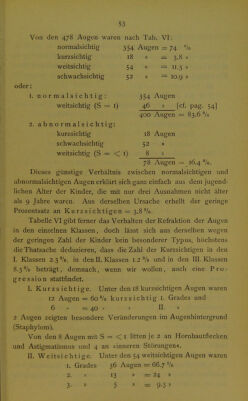 53
Von den 478 Augen waren nach Tab. VI:
normalsichtig 354 Augen = 74 %
kurzsichtig 18 » = 3.8 »
weitsichtig 54 » = 11.3 »
schwachsichtig 52 » = 10.9 »
oder:
1. normalsichtig: 354 Augen
weitsichtig (S = 1) 46 » [cf. pag. 54]
400 Augen = 83.6 %
2. abnormalsichtig:
kurzsichtig 18 Augen
schwachsichtig 52 »
weitsichtig (S = < 1) 8 »
78 Augen = 16.4 %.
Dieses günstige Verhältnis zwischen normalsichtigen und
abnormalsichtigen Augen erklärt sich ganz einfach aus dem jugend-
lichen Alter der Kinder, die mit nur drei Ausnahmen nicht älter
als 9 Jahre waren. Aus derselben Ursache erhellt der geringe
Prozentsatz an Kurzsichtigen = 3,8 %.
Tabelle VI gibt ferner das Verhalten der Refraktion der Augen
in den einzelnen Klassen, doch lässt sich aus derselben wegen
der geringen Zahl der Kinder kein besonderer Typus, höchstens
die Thatsache deduzieren, dass die Zahl der Kurzsichtigen in den
I. Klassen 2.5 %, in den II. Klassen 1.2 % und in den III. Klassen
8.3 % beträgt, demnach, wenn wir wollen, auch eine Pro-
gression stattfindet.
I. Kurzsichtige. Unter den 18 kurzsichtigen Augen waren
12 Augen = 60 % kurzsichtig I. Grades und
6 » = 40 » » II. »
2 Augen zeigten besondere Veränderungen im Augenhintergrund
(Staphylom).
Von den 8 Augen mit S = < 1 litten je 2 an Hornhautflecken
und Astigmatismus und 4 an sinneren Störungen.
II. Weitsichtige. Unter den 54 weitsichtigen Augen waren
1. Grades 36 Augen = 66.7 %
2. » 13 » = 24 »
3. » 5 » = 9.3 »